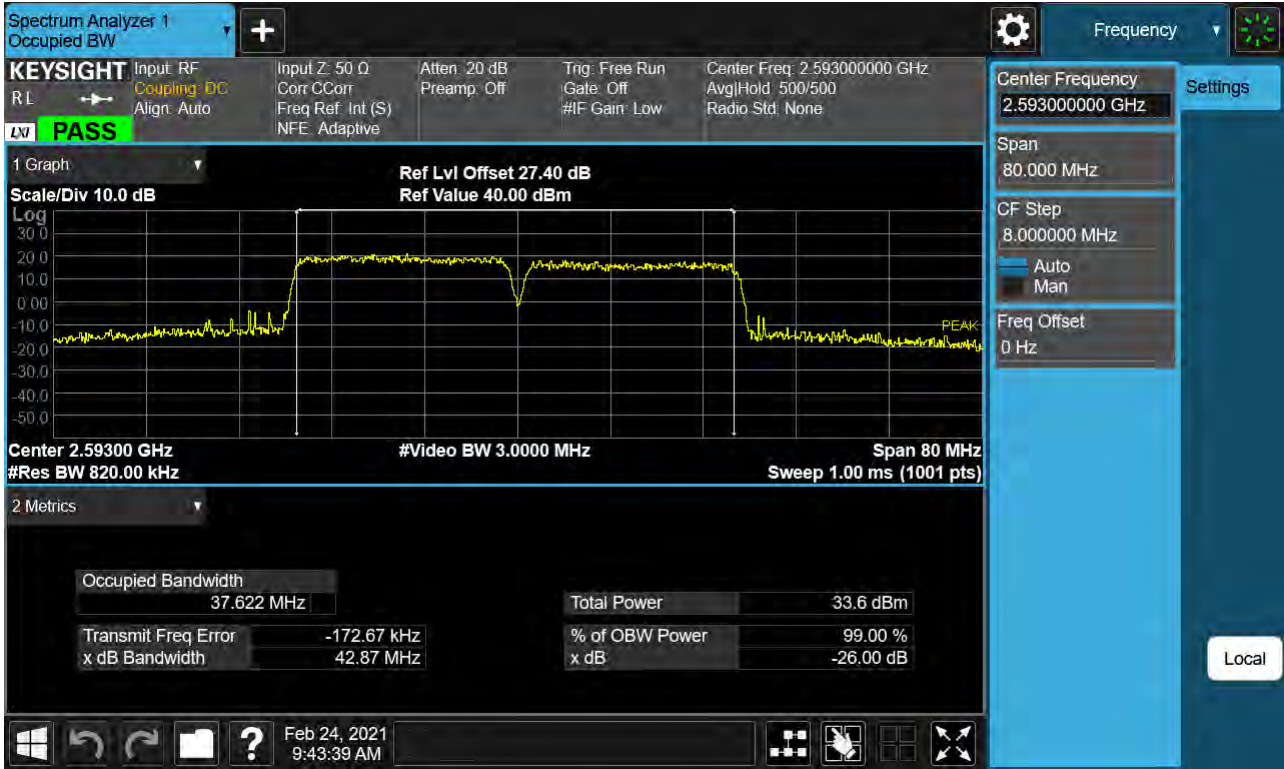 Spectrum Analyzer 1
Occupied BW
Frequency
KEYSIGHT
R L
LXI
PASS
Input: RF
Coupling: DC
Align: Auto
Input Z: 50 Ω
Corr CCorr
Freq Ref: Int (S)
NFE: Adaptive
Atten: 20 dB
Preamp: Off
Trig: Free Run
Gate: Off
#IF Gain: Low
Center Freq: 2.593000000 GHz
Avg|Hold: 500/500
Radio Std: None
Center Frequency
2.593000000 GHz
Settings
Span
80.000 MHz
CF Step
8.000000 MHz
Auto
Man
Freq Offset
0 Hz
Local
1 Graph
Scale/Div 10.0 dB
Ref Lvl Offset 27.40 dB
Ref Value 40.00 dBm
Log
30.0
20.0
10.0
0.00
-10.0
-20.0
-30.0
-40.0
-50.0
PEAK
Center 2.59300 GHz
#Video BW 3.0000 MHz
Span 80 MHz
#Res BW 820.00 kHz
Sweep 1.00 ms (1001 pts)
2 Metrics
Occupied Bandwidth
37.622 MHz
Total Power 33.6 dBm
Transmit Freq Error -172.67 kHz
% of OBW Power 99.00 %
x dB Bandwidth 42.87 MHz
x dB -26.00 dB
?
Feb 24, 2021
9:43:39 AM